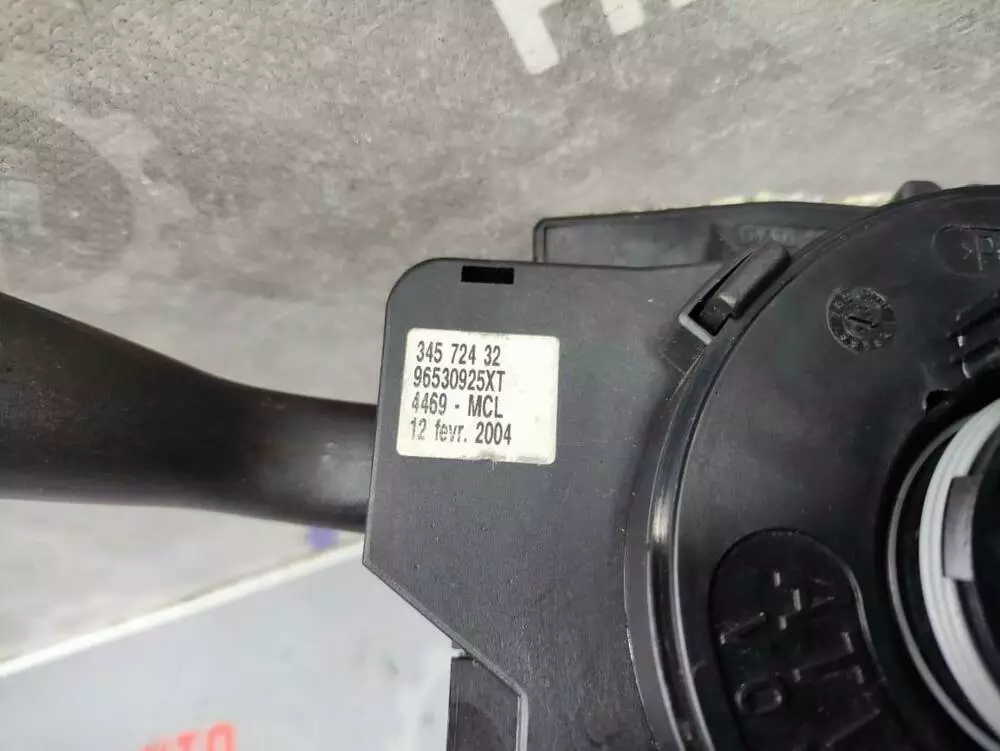 345 724 32
96530925XT
4469 - MCL
12 fevr. 2004